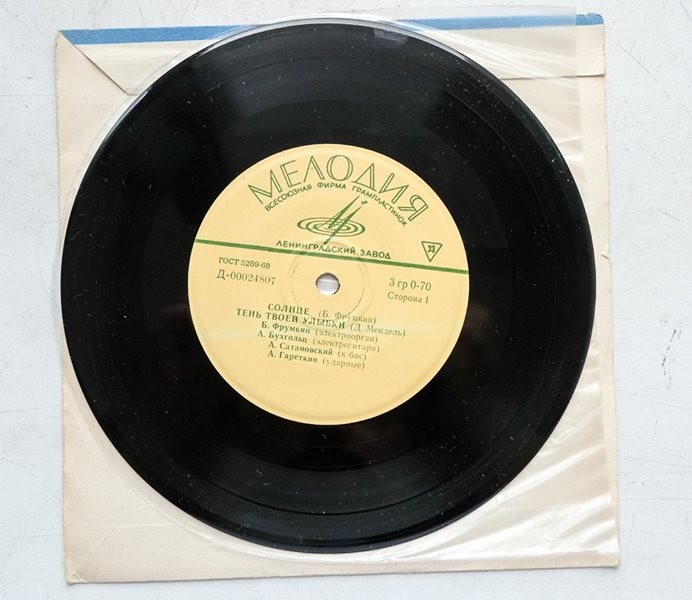 МЕЛОДИЯ
ВСЕСОЮЗНАЯ ФИРМА ГРАМПЛАСТИНОК
ЛЕНИНГРАДСКИЙ ЗАВОД
33
ГОСТ 5289-68
Д-00024807
3 гр 0-70
Сторона 1
СОЛНЦЕ (Б. Фрумкин)
ТЕНЬ ТВОЕЙ УЛЫБКИ (Д. Мендель)
Б. Фрумкин (электроорган)
А. Бухгольц (электрогитара)
А. Сатановский (к-бас)
А. Гареткин (ударные)